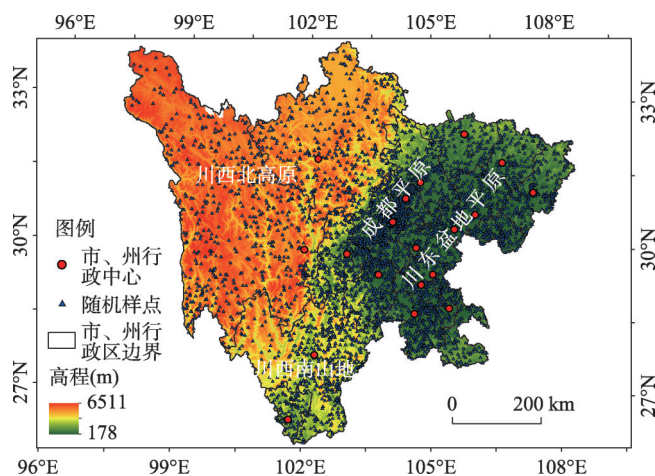 96°E 99°E 102°E 105°E 108°E
33°N
33°N
川西北高原
成都平原
川东盆地平原
30°N
30°N
图例
市、州行
政中心
随机样点
市、州行
政区边界
川西南山地
27°N
27°N
高程(m)
6511
178
0 200 km
96°E 99°E 102°E 105°E 108°E